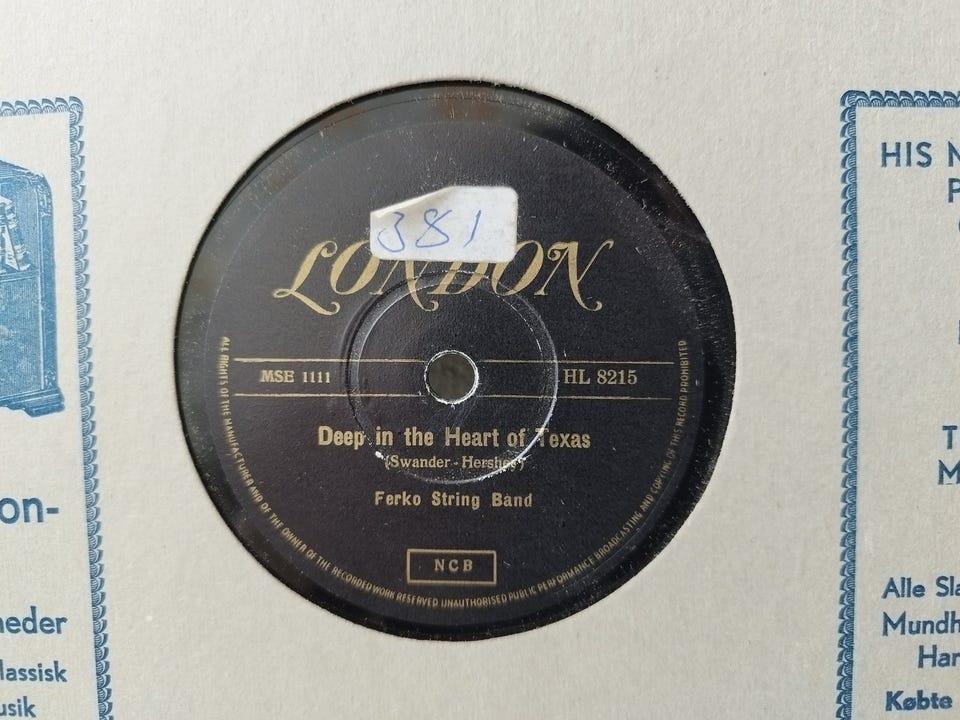 381
LONDON
MSE 1111
HL 8215
Deep in the Heart of Texas
(Swander - Hershey)
Ferko String Band
NCB
ALL RIGHTS OF THE MANUFACTURER AND OF THE OWNER OF THE RECORDED WORK RESERVED UNAUTHORISED PUBLIC PERFORMANCE BROADCASTING AND COPYING OF THIS RECORD PROHIBITED
on-
neder
lassisk
usik
HIS N
P
T
M
Alle Sla
Mundh
Har
Købte